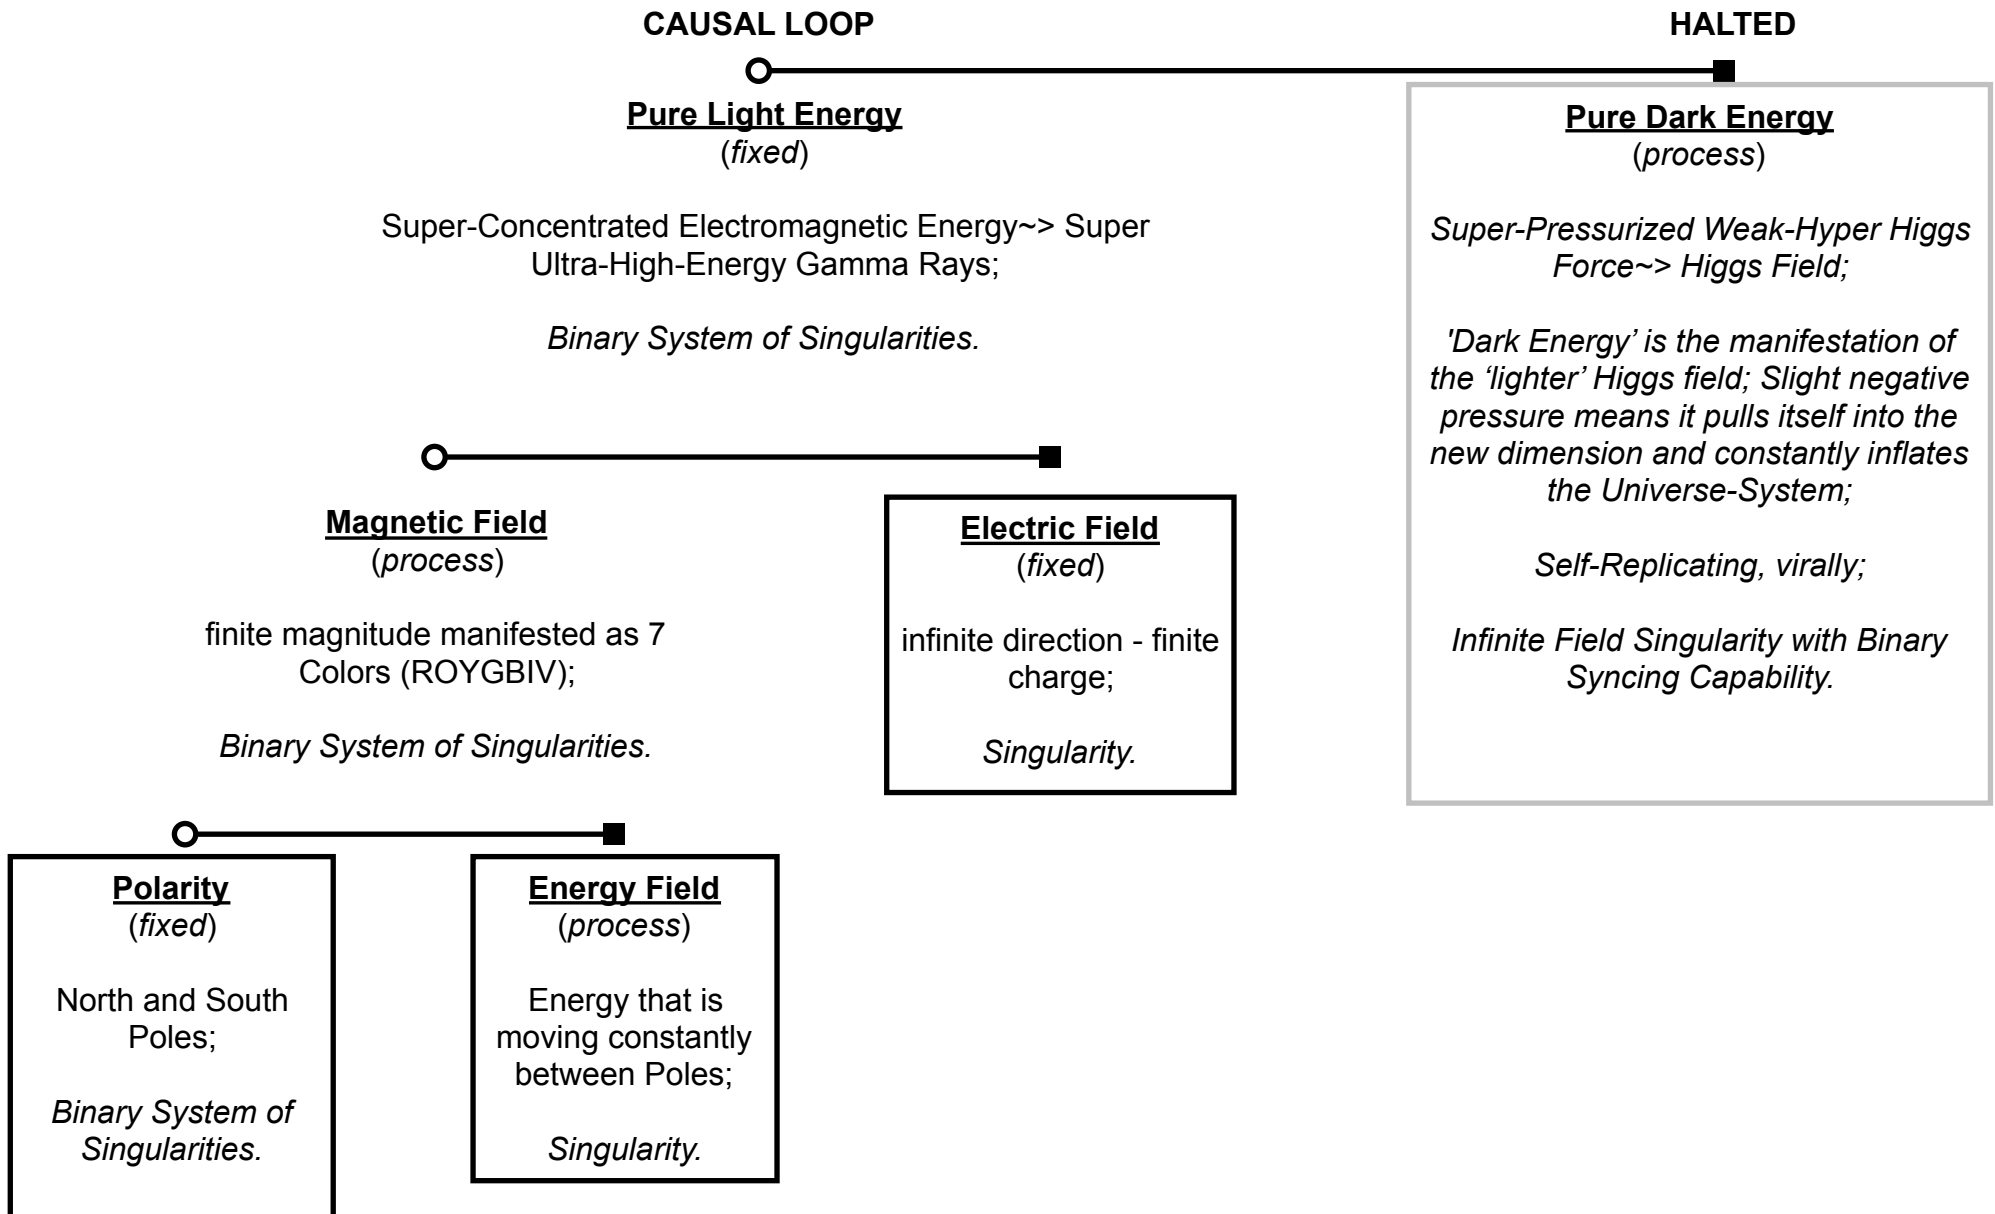 CAUSAL LOOP
HALTED
Pure Light Energy
(fixed)
Super-Concentrated Electromagnetic Energy~> Super
Ultra-High-Energy Gamma Rays;
Binary System of Singularities.
Pure Dark Energy
(process)
Super-Pressurized Weak-Hyper Higgs
Force~> Higgs Field;
'Dark Energy’ is the manifestation of
the ‘lighter’ Higgs field; Slight negative
pressure means it pulls itself into the
new dimension and constantly inflates
the Universe-System;
Self-Replicating, virally;
Infinite Field Singularity with Binary
Syncing Capability.
Magnetic Field
(process)
finite magnitude manifested as 7
Colors (ROYGBIV);
Binary System of Singularities.
Electric Field
(fixed)
infinite direction - finite
charge;
Singularity.
Polarity
(fixed)
North and South
Poles;
Binary System of
Singularities.
Energy Field
(process)
Energy that is
moving constantly
between Poles;
Singularity.